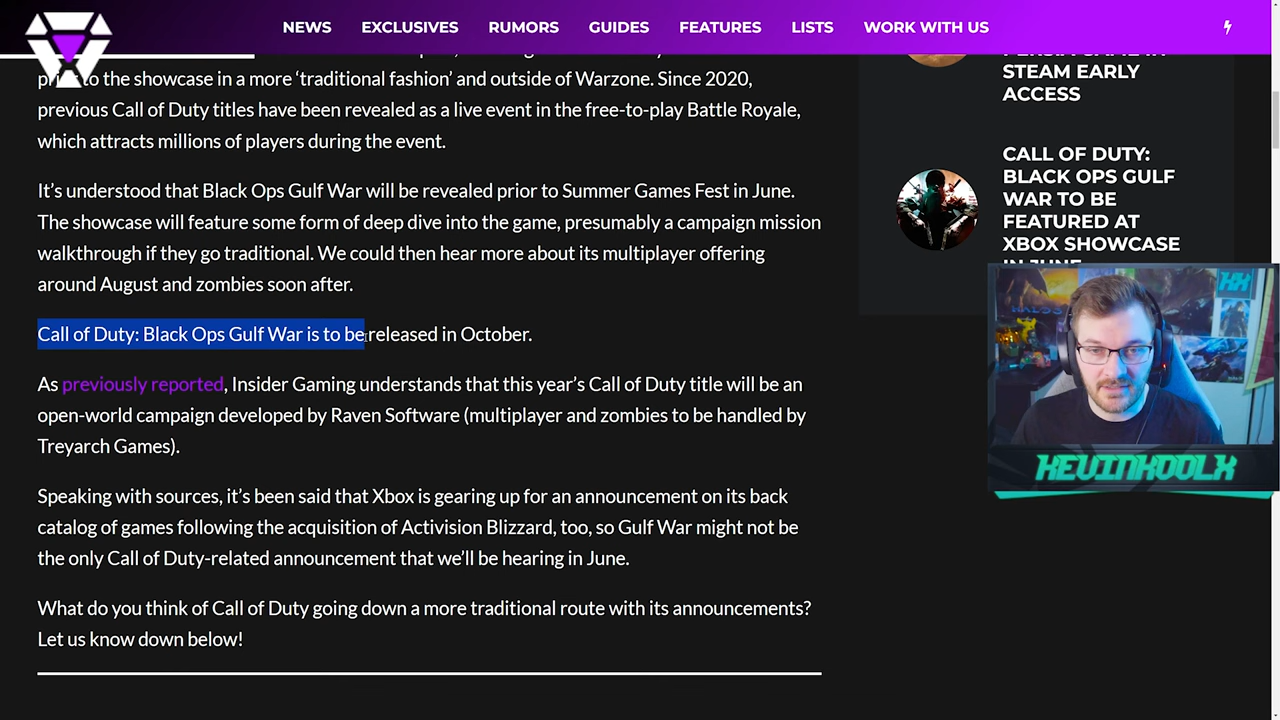 NEWS EXCLUSIVES RUMORS GUIDES FEATURES LISTS WORK WITH US
to the showcase in a more ‘traditional fashion’ and outside of Warzone. Since 2020,
previous Call of Duty titles have been revealed as a live event in the free-to-play Battle Royale,
which attracts millions of players during the event.
It’s understood that Black Ops Gulf War will be revealed prior to Summer Games Fest in June.
The showcase will feature some form of deep dive into the game, presumably a campaign mission
walkthrough if they go traditional. We could then hear more about its multiplayer offering
around August and zombies soon after.
Call of Duty: Black Ops Gulf War is to be released in October.
As previously reported, Insider Gaming understands that this year’s Call of Duty title will be an
open-world campaign developed by Raven Software (multiplayer and zombies to be handled by
Treyarch Games).
Speaking with sources, it’s been said that Xbox is gearing up for an announcement on its back
catalog of games following the acquisition of Activision Blizzard, too, so Gulf War might not be
the only Call of Duty-related announcement that we’ll be hearing in June.
What do you think of Call of Duty going down a more traditional route with its announcements?
Let us know down below!
STEAM EARLY
ACCESS
CALL OF DUTY:
BLACK OPS GULF
WAR TO BE
FEATURED AT
XBOX SHOWCASE
IN JUNE
KEVINKOOLX